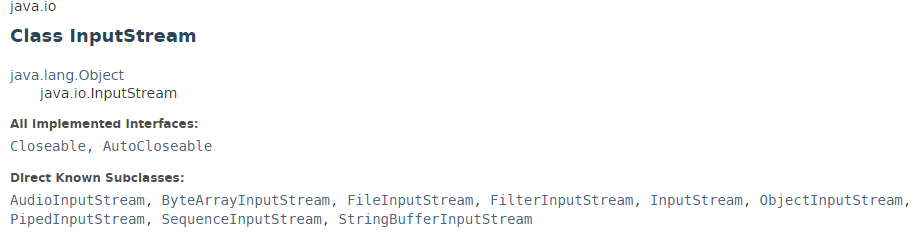 java.io
Class InputStream
java.lang.Object
java.io.InputStream
All Implemented Interfaces:
Closeable, AutoCloseable
Direct Known Subclasses:
AudioInputStream, ByteArrayInputStream, FileInputStream, FilterInputStream, InputStream, ObjectInputStream,
PipedInputStream, SequenceInputStream, StringBufferInputStream